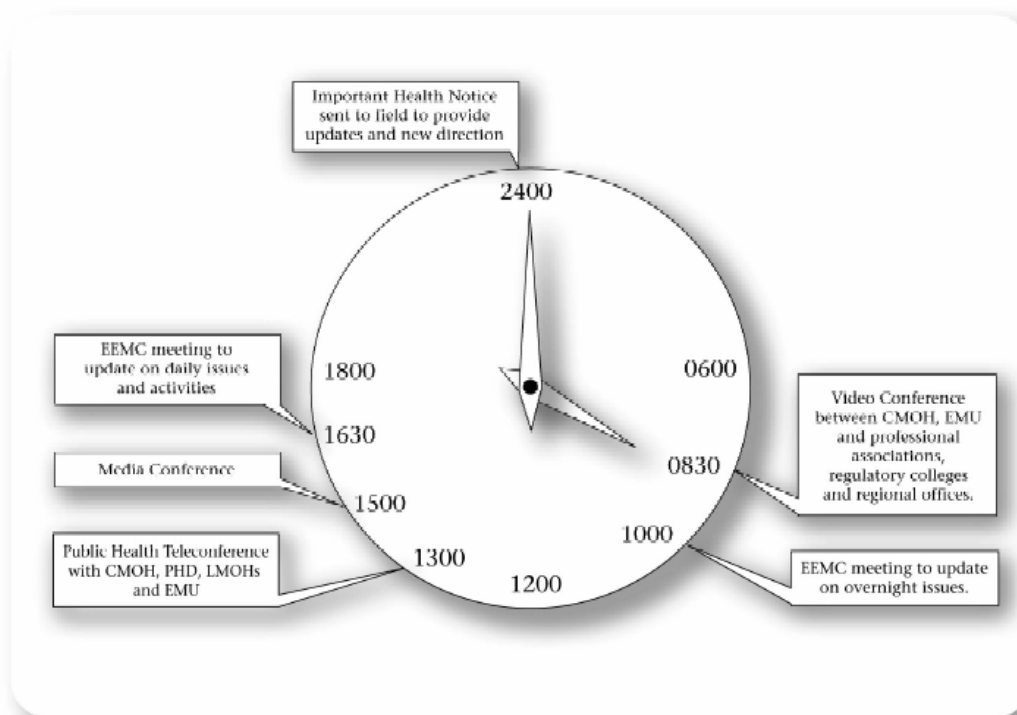 Important Health Notice
sent to field to provide
updates and new direction
2400
EEMC meeting to
update on daily issues
and activities
1800
0600
Video Conference
between CMOH, EMU
and professional
associations,
regulatory colleges
and regional offices.
1630
0830
Media Conference
1500
1000
Public Health Teleconference
with CMOH, PHD, LMOHs
and EMU
1300
1200
EEMC meeting to update
on overnight issues.